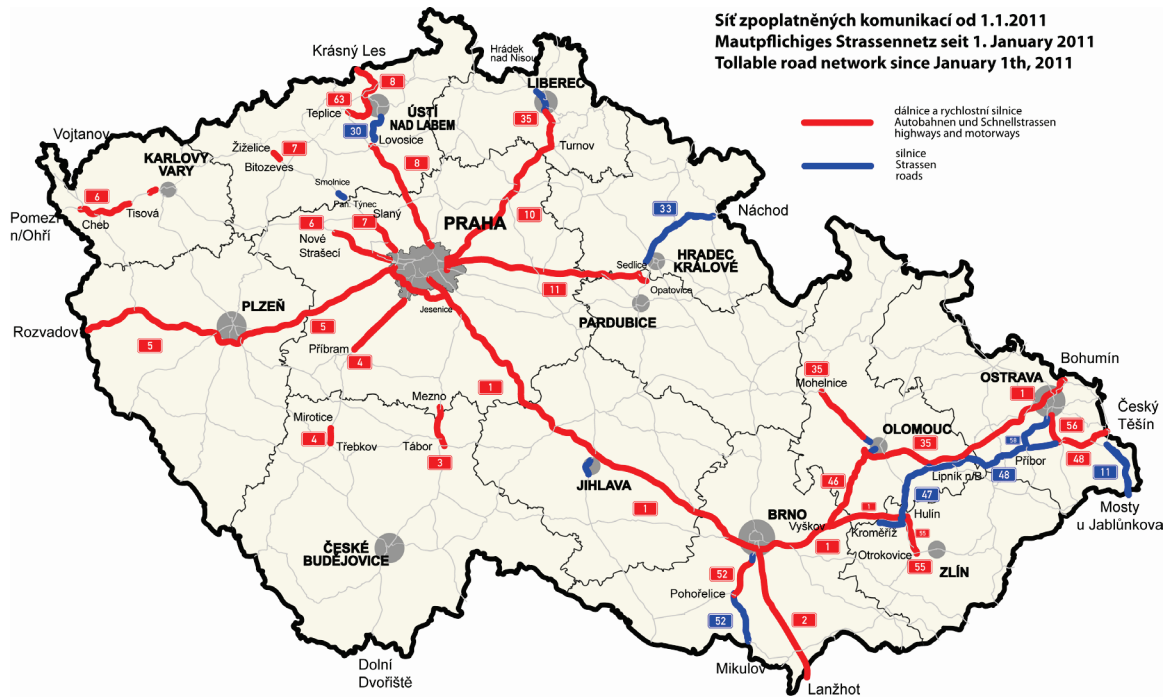 Síť zpoplatněných komunikací od 1.1.2011
Mautpflichiges Strassennetz seit 1. January 2011
Tollable road network since January 1th, 2011
dálnice a rychlostní silnice
Autobahnen und Schnellstrassen
highways and motorways
silnice
Strassen
roads
Krásný Les
Hrádek
nad Nisou
8
63
Teplice
ÚSTÍ
NAD LABEM
30
Lovosice
LIBEREC
35
Turnov
Vojtanov
Žiželice
7
Bitozeves
KARLOVY
VARY
8
6
Tisová
Cheb
Pomezí
n/Ohří
Smolnice
Pan. Týnec
Slaný
7
6
Nové
Strašecí
PRAHA
10
33
Náchod
Sedlice
HRADEC
KRÁLOVÉ
Opatovice
11
PARDUBICE
Jesenice
PLZEŇ
Rozvadov
5
5
Příbram
4
1
Mezno
Mirotice
4
Třebkov
Tábor
3
35
Mohelnice
Bohumín
OSTRAVA
1
Český
Těšín
56
OLOMOUC
35
58
Příbor
48
Lipník n/B
48
11
JIHLAVA
46
47
Mosty
u Jablůnkova
1
BRNO
Vyškov
1
Hulín
Kroměříž
1
55
Otrokovice
55
ZLÍN
ČESKÉ
BUDĚJOVICE
52
Pohořelice
52
2
Mikulov
Lanžhot
Dolní
Dvořiště